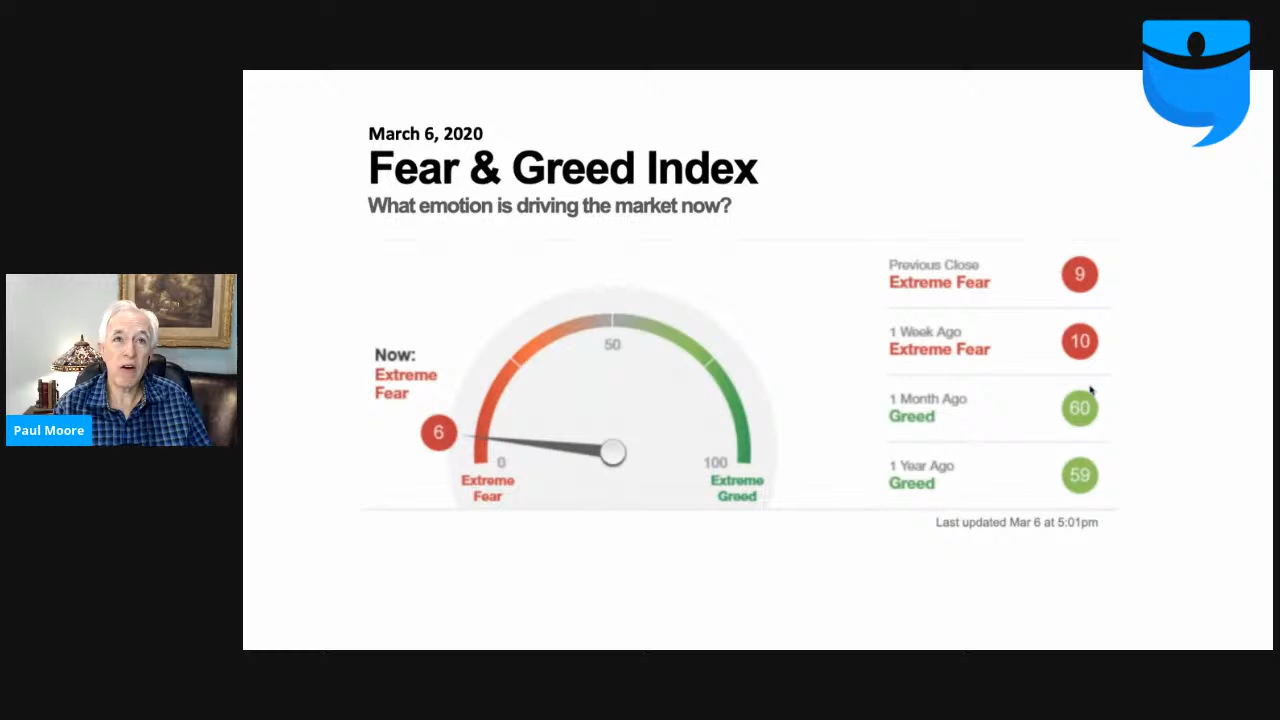 March 6, 2020
Fear & Greed Index
What emotion is driving the market now?
Now:
Extreme
Fear
6
0
50
100
Extreme
Fear
Extreme
Greed
Previous Close
Extreme Fear
9
1 Week Ago
Extreme Fear
10
1 Month Ago
Greed
60
1 Year Ago
Greed
59
Last updated Mar 6 at 5:01pm
Paul Moore